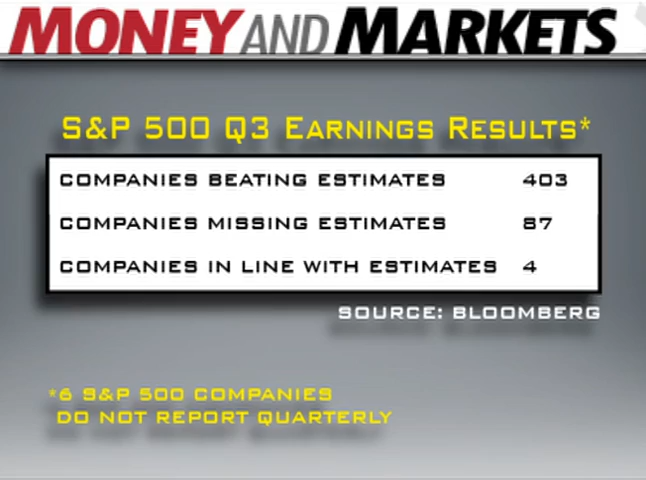 MONEY AND MARKETS
S&P 500 Q3 EARNINGS RESULTS*
COMPANIES BEATING ESTIMATES 403
COMPANIES MISSING ESTIMATES 87
COMPANIES IN LINE WITH ESTIMATES 4
SOURCE: BLOOMBERG
*6 S&P 500 COMPANIES
DO NOT REPORT QUARTERLY